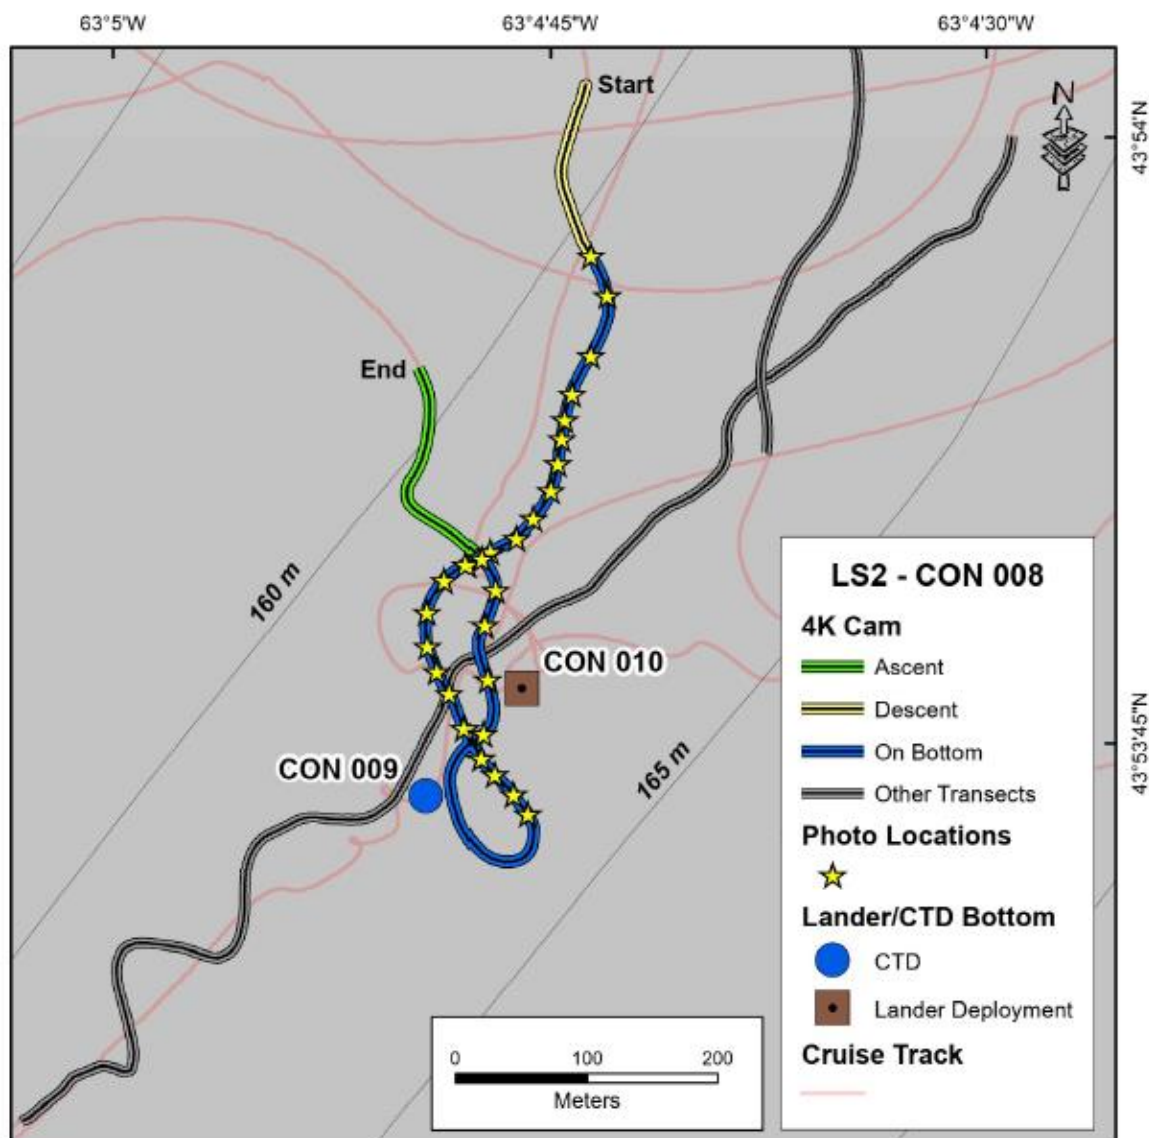 63°5'W
63°4'45"W
63°4'30"W
Start
N
43°54'N
End
160 m
CON 010
CON 009
165 m
43°53'45"N
LS2 - CON 008
4K Cam
Ascent
Descent
On Bottom
Other Transects
Photo Locations
Lander/CTD Bottom
CTD
Lander Deployment
Cruise Track
0 100 200
Meters